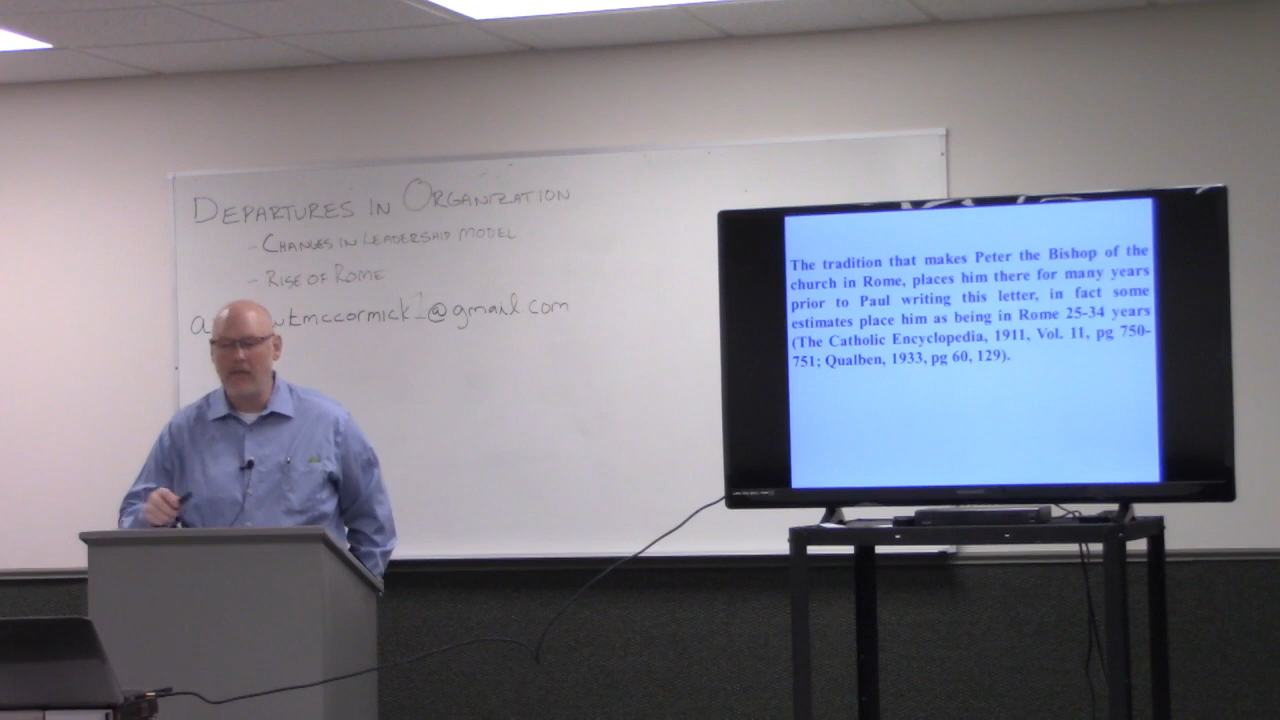 DEPARTURES IN ORGANIZATION
- CHANGES IN LEADERSHIP MODEL
- RISE OF ROME
wtmccormick1@gmail.com
The tradition that makes Peter the Bishop of the
church in Rome, places him there for many years
prior to Paul writing this letter, in fact some
estimates place him as being in Rome 25-34 years
(The Catholic Encyclopedia, 1911, Vol. 11, pg 750-
751; Qualben, 1933, pg 60, 129).